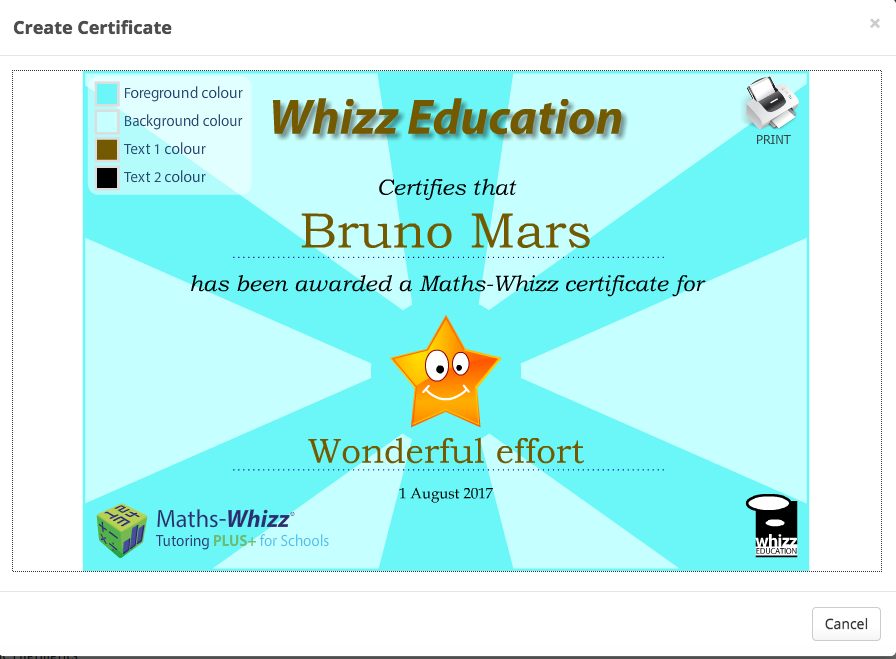 Create Certificate
×
Foreground colour
Background colour
Text 1 colour
Text 2 colour
Whizz Education
PRINT
Certifies that
Bruno Mars
has been awarded a Maths-Whizz certificate for
Wonderful effort
1 August 2017
Maths-Whizz®
Tutoring PLUS+ for Schools
whizz
EDUCATION
Cancel